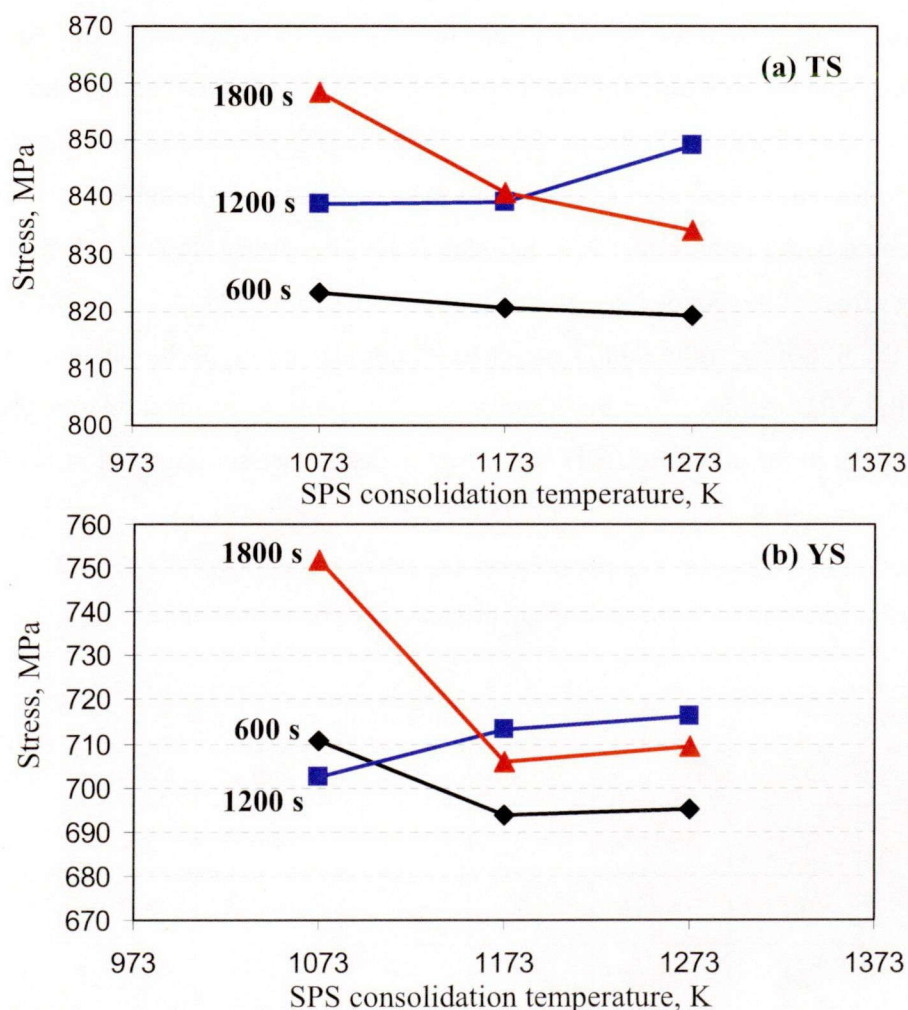 870
860
850
840
830
820
810
800
Stress, MPa
(a) TS
1800 s
1200 s
600 s
973 1073 1173 1273 1373
SPS consolidation temperature, K
760
750
740
730
720
710
700
690
680
670
Stress, MPa
(b) YS
1800 s
600 s
1200 s
973 1073 1173 1273 1373
SPS consolidation temperature, K